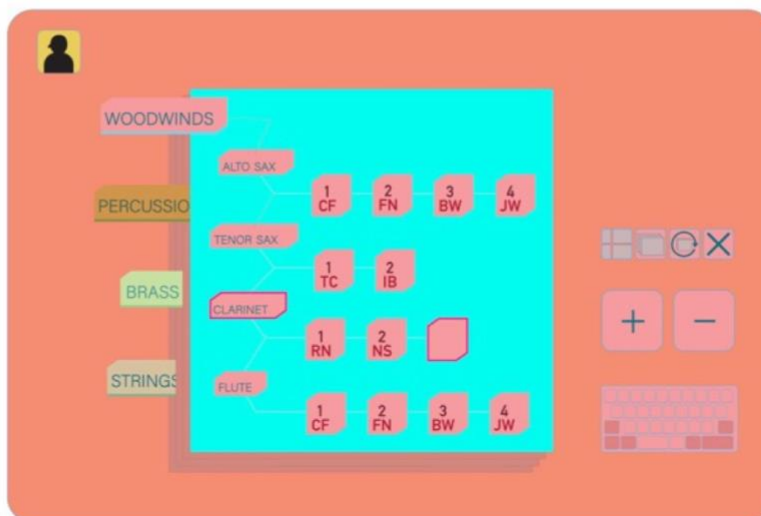 WOODWINDS
ALTO SAX
1 CF 2 FN 3 BW 4 JW
PERCUSSIO
TENOR SAX
1 TC 2 IB
BRASS
CLARINET
1 RN 2 NS
STRINGS
FLUTE
1 CF 2 FN 3 BW 4 JW